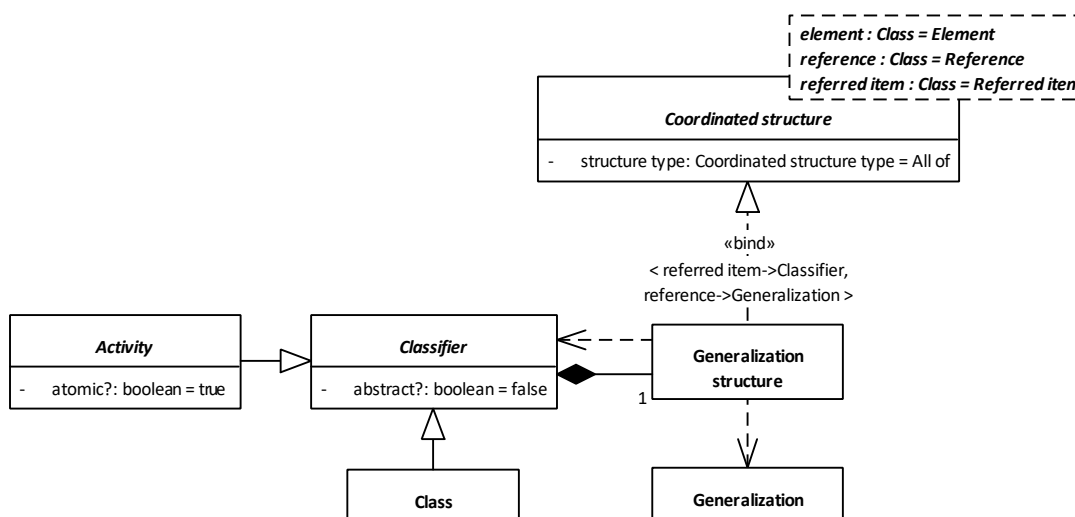 element : Class = Element
reference : Class = Reference
referred item : Class = Referred item
Coordinated structure
- structure type: Coordinated structure type = All of
«bind»
< referred item->Classifier,
reference->Generalization >
Activity
- atomic?: boolean = true
Classifier
- abstract?: boolean = false
Generalization
structure
1
Class
Generalization